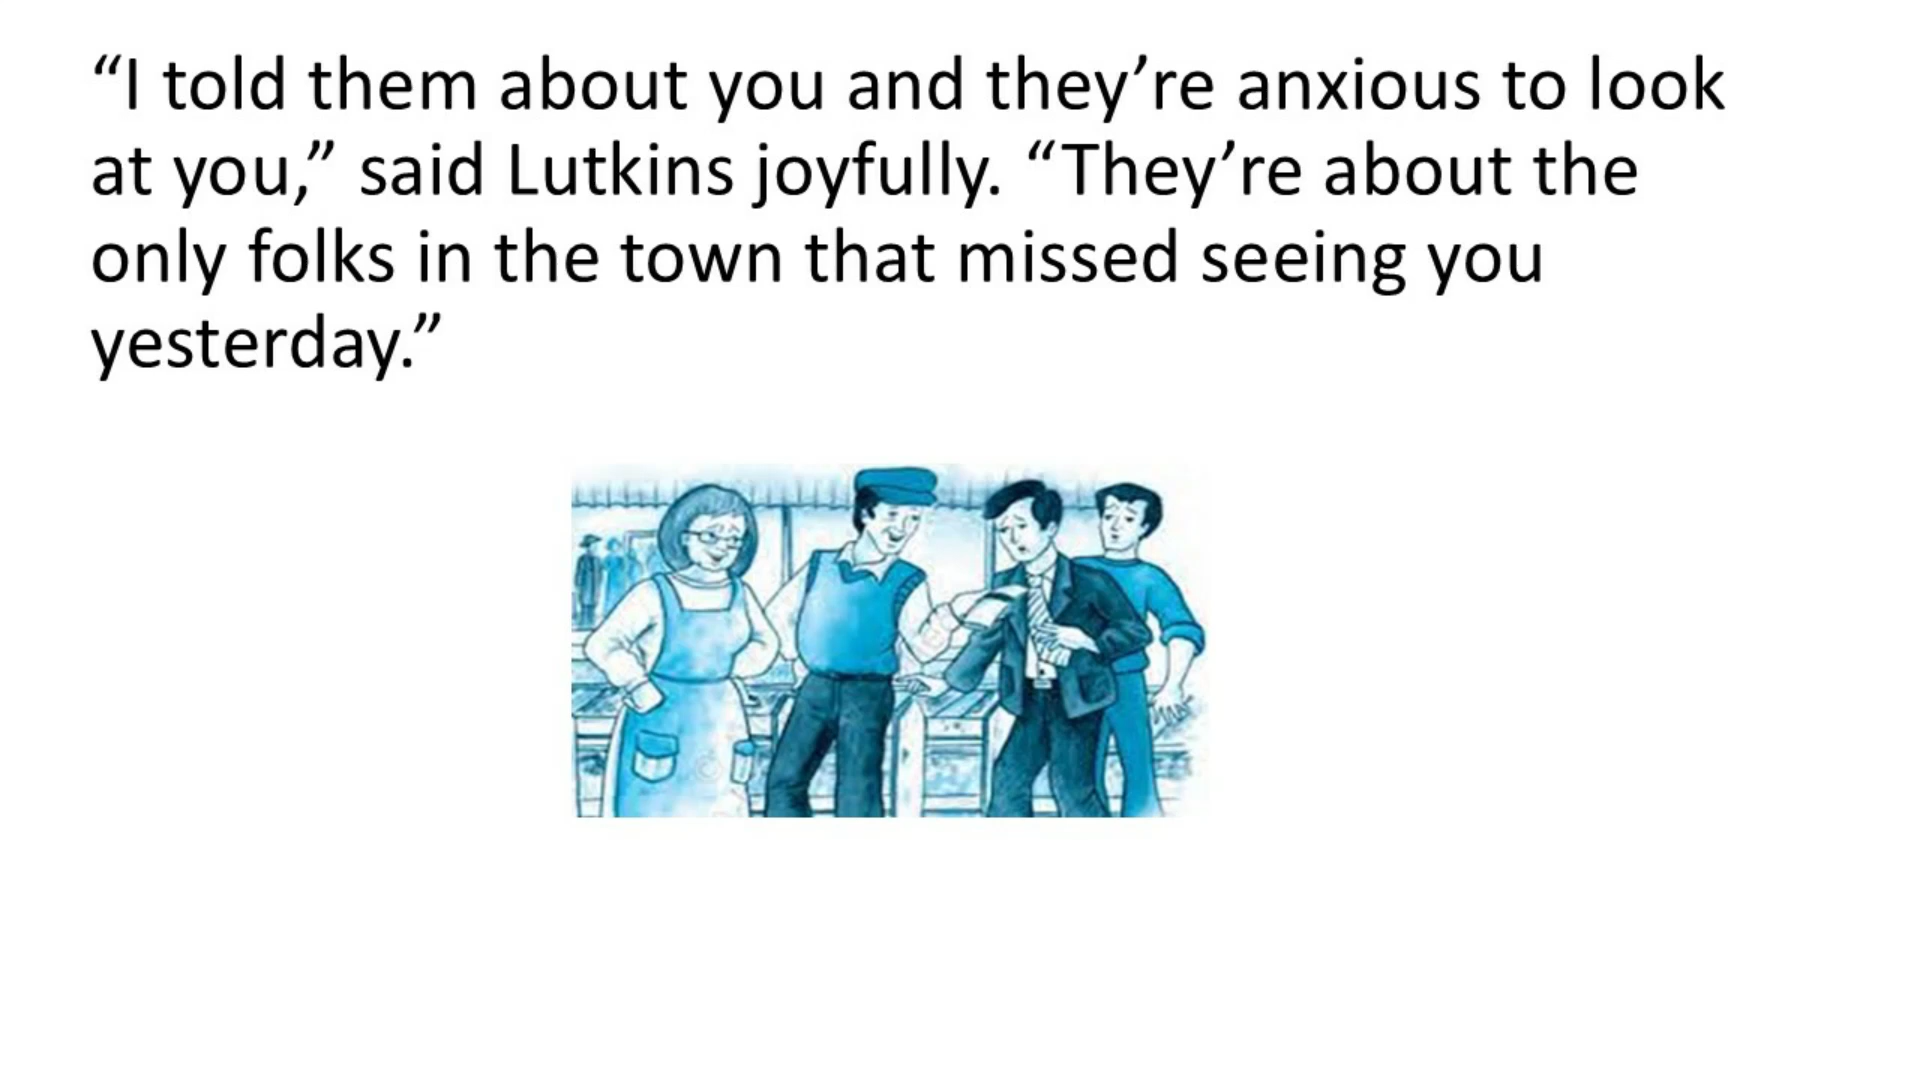 “I told them about you and they’re anxious to look
at you,” said Lutkins joyfully. “They’re about the
only folks in the town that missed seeing you
yesterday.”